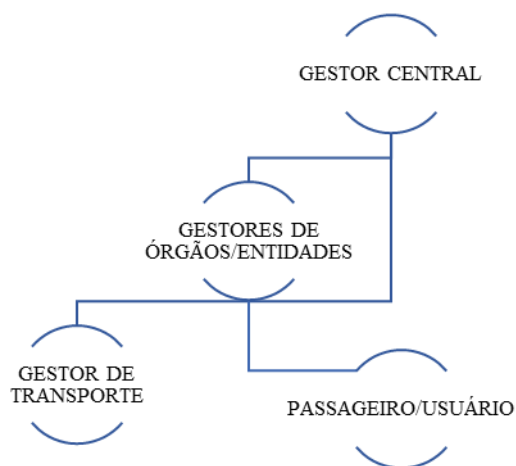 GESTOR CENTRAL
GESTORES DE
ÓRGÃOS/ENTIDADES
GESTOR DE
TRANSPORTE
PASSAGEIRO/USUÁRIO